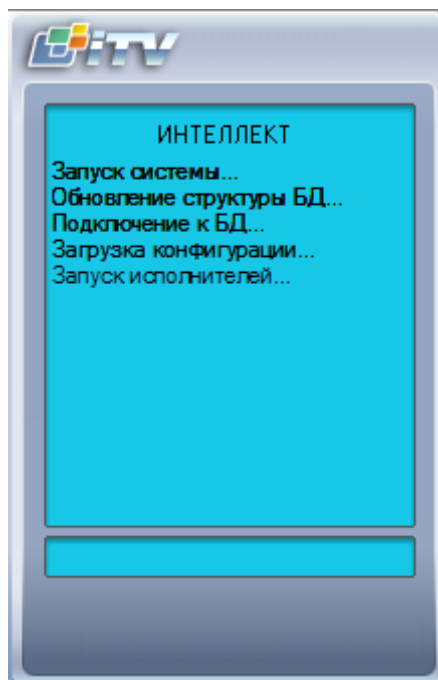 iTV
ИНТЕЛЛЕКТ
Запуск системы...
Обновление структуры БД...
Подключение к БД...
Загрузка конфигурации...
Запуск исполнителей...